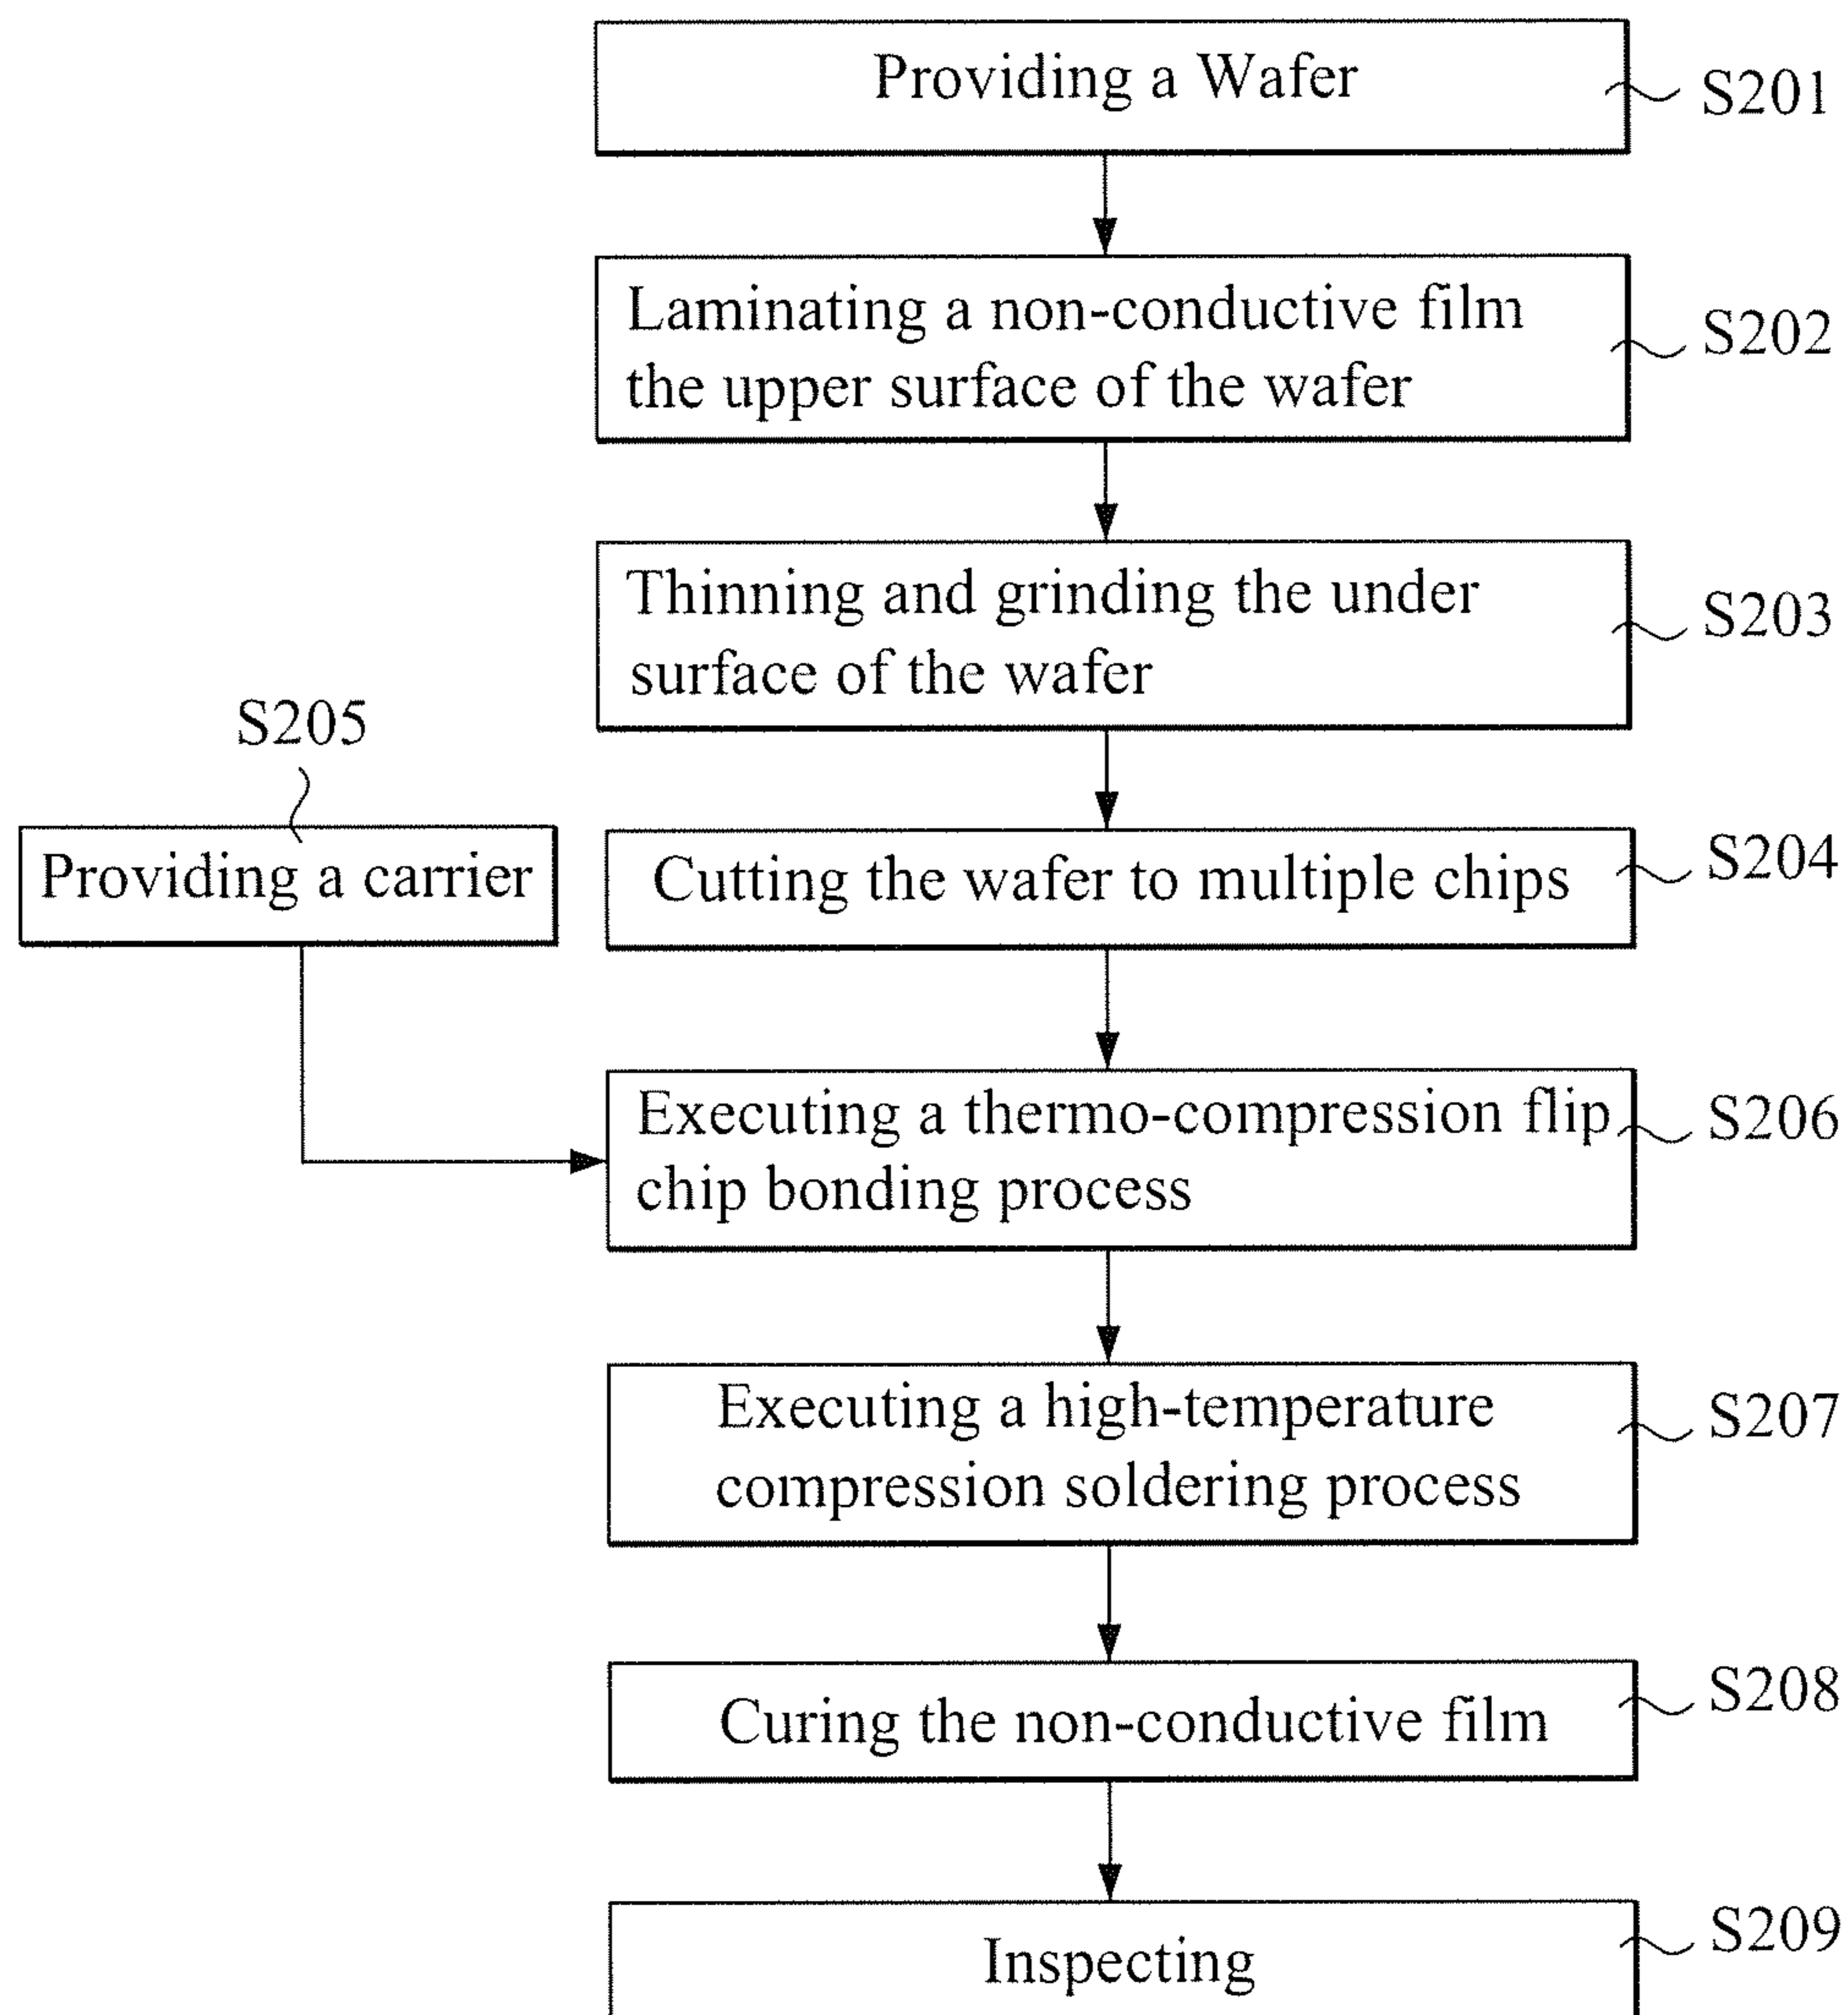 Providing a Wafer
S201
Laminating a non-conductive film
the upper surface of the wafer
S202
Thinning and grinding the under
surface of the wafer
S203
S205
Providing a carrier
Cutting the wafer to multiple chips
S204
Executing a thermo-compression flip
chip bonding process
S206
Executing a high-temperature
compression soldering process
S207
Curing the non-conductive film
S208
Inspecting
S209